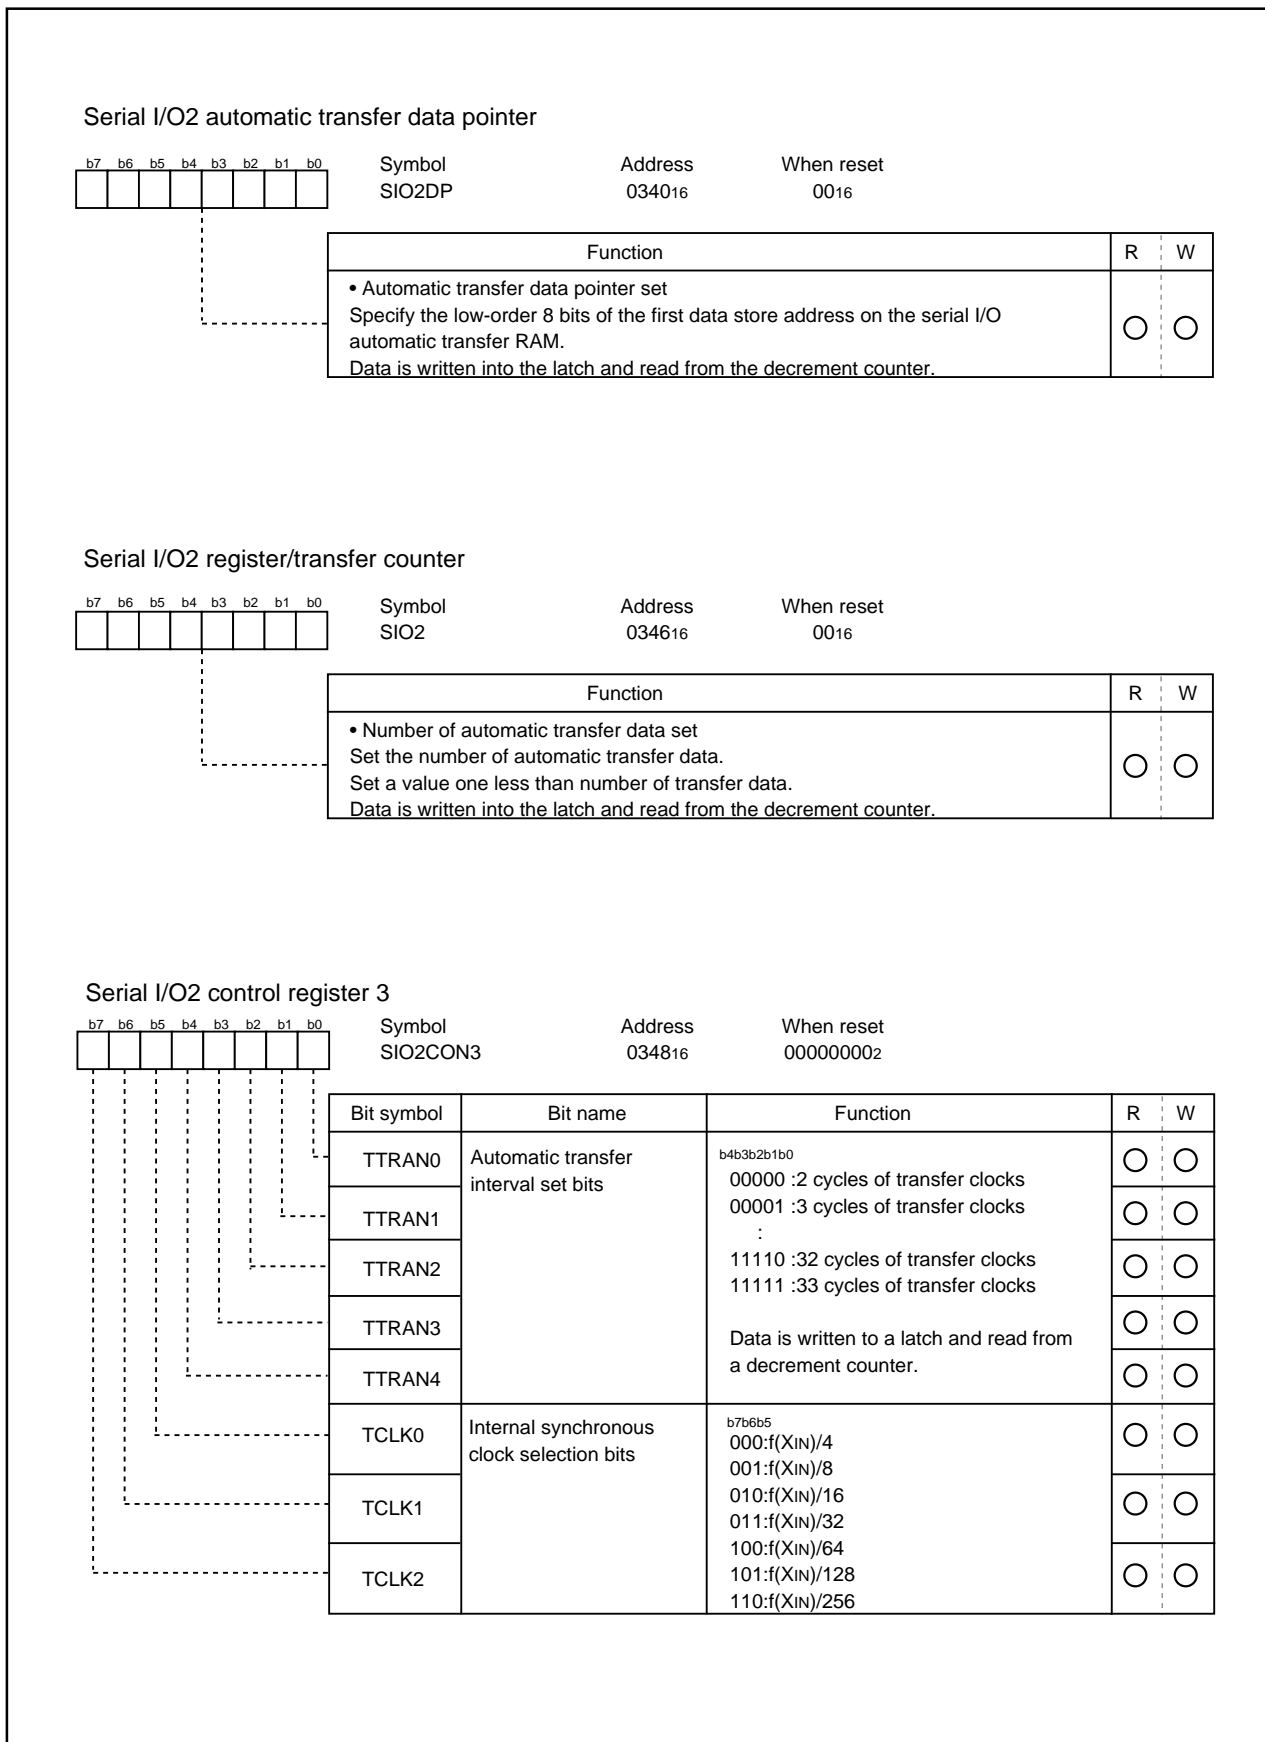 Serial I/O2 automatic transfer data pointer
b7 b6 b5 b4 b3 b2 b1 b0
Symbol Address When reset
SIO2DP 034016 0016
Function R W
• Automatic transfer data pointer set
Specify the low-order 8 bits of the first data store address on the serial I/O
automatic transfer RAM.
Data is written into the latch and read from the decrement counter.
Serial I/O2 register/transfer counter
b7 b6 b5 b4 b3 b2 b1 b0
Symbol Address When reset
SIO2 034616 0016
Function R W
• Number of automatic transfer data set
Set the number of automatic transfer data.
Set a value one less than number of transfer data.
Data is written into the latch and read from the decrement counter.
Serial I/O2 control register 3
b7 b6 b5 b4 b3 b2 b1 b0
Symbol Address When reset
SIO2CON3 034816 000000002
Bit symbol Bit name Function R W
TTRAN0
TTRAN1
TTRAN2
TTRAN3
TTRAN4
Automatic transfer
interval set bits
b4b3b2b1b0
00000 :2 cycles of transfer clocks
00001 :3 cycles of transfer clocks
:
11110 :32 cycles of transfer clocks
11111 :33 cycles of transfer clocks
Data is written to a latch and read from
a decrement counter.
TCLK0
TCLK1
TCLK2
Internal synchronous
clock selection bits
b7b6b5
000:f(XIN)/4
001:f(XIN)/8
010:f(XIN)/16
011:f(XIN)/32
100:f(XIN)/64
101:f(XIN)/128
110:f(XIN)/256